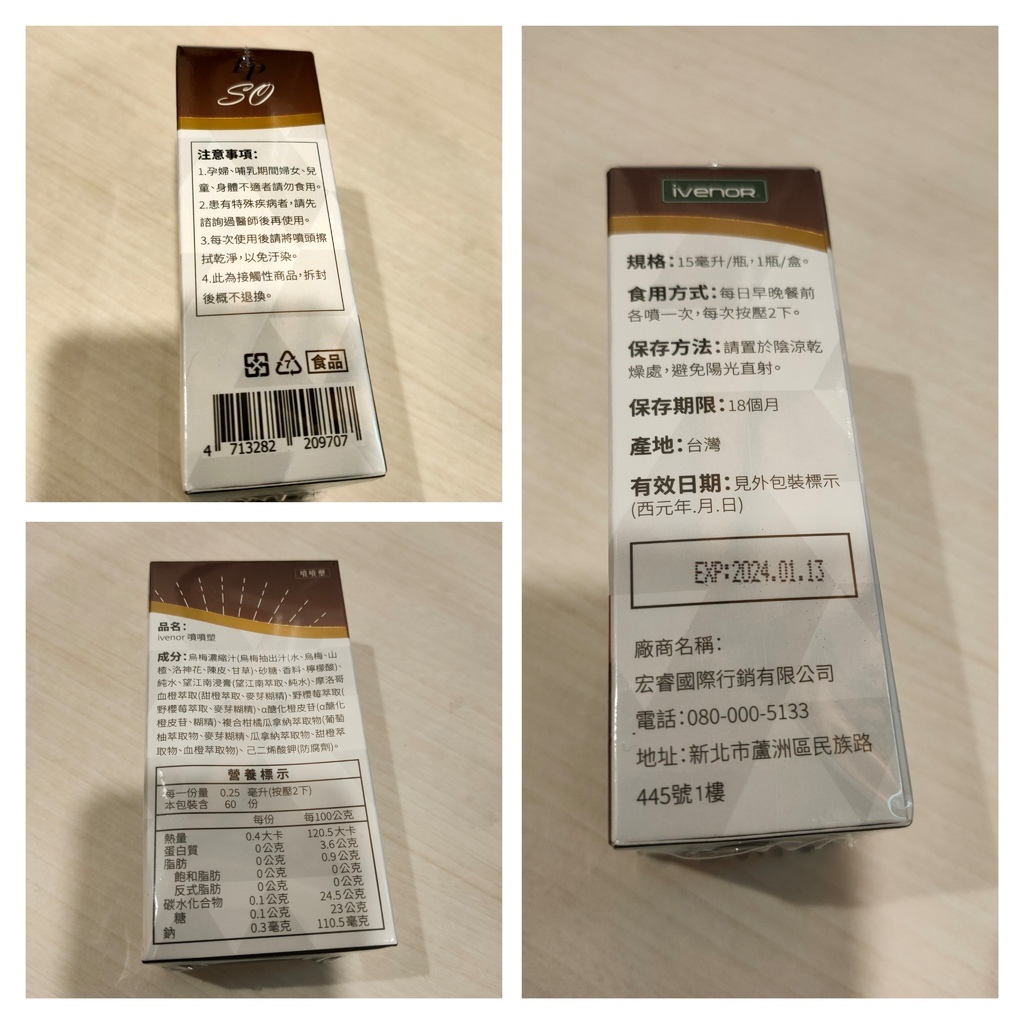 SO
注意事項：
1.孕婦、哺乳期間婦女、兒
童、身體不適者請勿食用。
2.患有特殊疾病者，請先
諮詢過醫師後再使用。
3.每次使用後請將噴頭擦
拭乾淨，以免汙染。
4.此為接觸性商品，拆封
後概不退換。
7
食品
4 713282 209707
噴噴塑
品名：
ivenor 噴噴塑
成分：烏梅濃縮汁(烏梅抽出汁(水、烏梅、山
楂、洛神花、陳皮、甘草)、砂糖、香料、檸檬酸)、
純水、望江南浸膏(望江南萃取、純水)、摩洛哥
血橙萃取(甜橙萃取、麥芽糊精)、野櫻莓萃取(
野櫻莓萃取、麥芽糊精)、α醣化橙皮苷(α醣化
橙皮苷、糊精)、複合柑橘瓜拿納萃取物(葡萄
柚萃取物、麥芽糊精、瓜拿納萃取物、甜橙萃
取物、血橙萃取物)、己二烯酸鉀(防腐劑)。
營養標示
每一份量 0.25 毫升(按壓2下)
本包裝含 60 份
每份 每100公克
熱量 0.4大卡 120.5大卡
蛋白質 0公克 3.6公克
脂肪 0公克 0.9公克
飽和脂肪 0公克 0公克
反式脂肪 0公克 0公克
碳水化合物 0.1公克 24.5公克
糖 0.1公克 23公克
鈉 0.3毫克 110.5毫克
ivenor
規格：15毫升/瓶，1瓶/盒。
食用方式：每日早晚餐前
各噴一次，每次按壓2下。
保存方法：請置於陰涼乾
燥處，避免陽光直射。
保存期限：18個月
產地：台灣
有效日期：見外包裝標示
(西元年.月.日)
EXP:2024.01.13
廠商名稱：
宏睿國際行銷有限公司
電話：080-000-5133
地址：新北市蘆洲區民族路
445號1樓